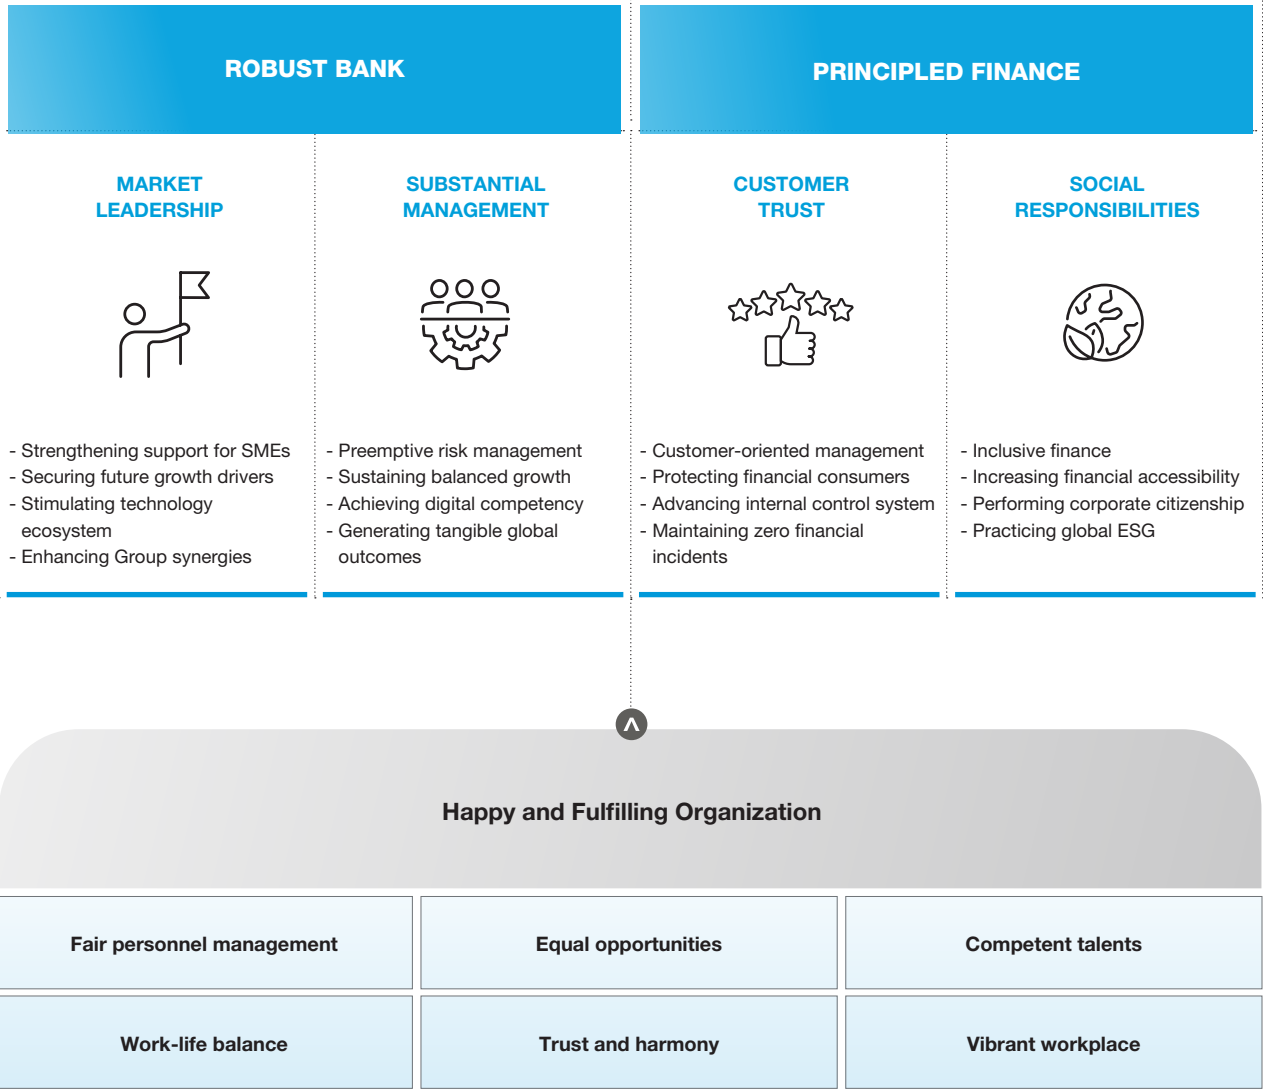 ROBUST BANK
PRINCIPLED FINANCE
MARKET
LEADERSHIP
- Strengthening support for SMEs
- Securing future growth drivers
- Stimulating technology
ecosystem
- Enhancing Group synergies
SUBSTANTIAL
MANAGEMENT
- Preemptive risk management
- Sustaining balanced growth
- Achieving digital competency
- Generating tangible global
outcomes
CUSTOMER
TRUST
- Customer-oriented management
- Protecting financial consumers
- Advancing internal control system
- Maintaining zero financial
incidents
SOCIAL
RESPONSIBILITIES
- Inclusive finance
- Increasing financial accessibility
- Performing corporate citizenship
- Practicing global ESG
Happy and Fulfilling Organization
Fair personnel management
Equal opportunities
Competent talents
Work-life balance
Trust and harmony
Vibrant workplace